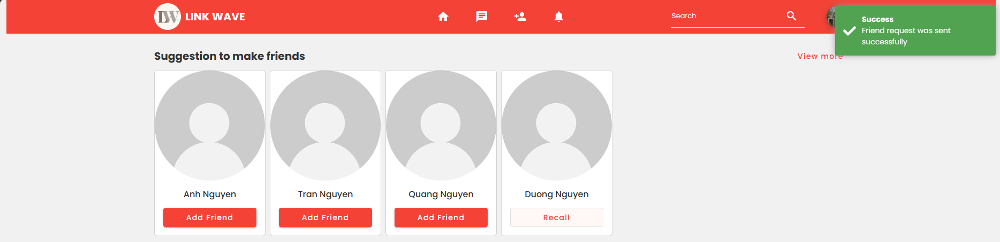 LW LINK WAVE
Search
Success
Friend request was sent
successfully
Suggestion to make friends
View more
Anh Nguyen
Tran Nguyen
Quang Nguyen
Duong Nguyen
Add Friend
Add Friend
Add Friend
Recall